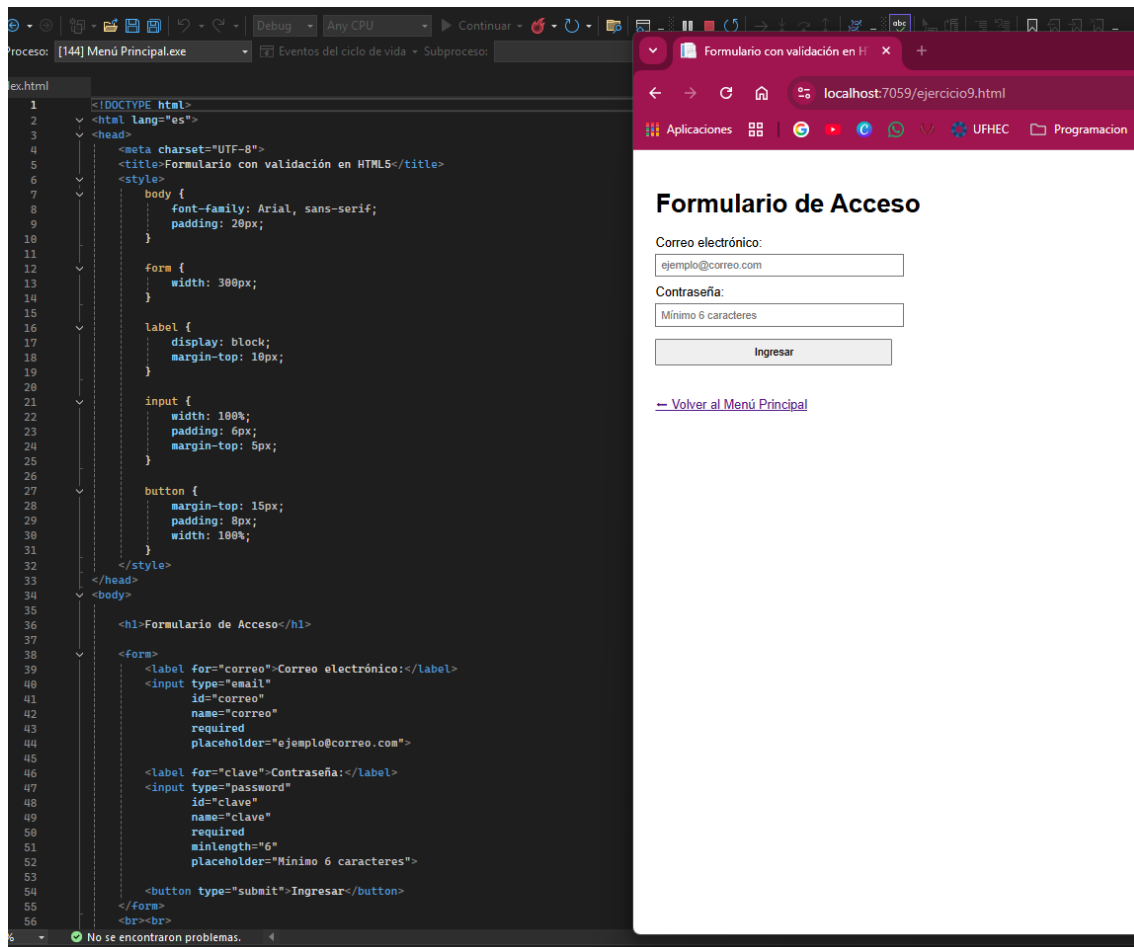 Debug
Any CPU
Continuar
Proceso:
[144] Menú Principal.exe
Eventos del ciclo de vida
Subproceso:
abc
dex.html
1 <!DOCTYPE html>
2 <html lang="es">
3 <head>
4 <meta charset="UTF-8">
5 <title>Formulario con validación en HTML5</title>
6 <style>
7 body {
8 font-family: Arial, sans-serif;
9 padding: 20px;
10 }
11
12 form {
13 width: 300px;
14 }
15
16 label {
17 display: block;
18 margin-top: 10px;
19 }
20
21 input {
22 width: 100%;
23 padding: 6px;
24 margin-top: 5px;
25 }
26
27 button {
28 margin-top: 15px;
29 padding: 8px;
30 width: 100%;
31 }
32 </style>
33 </head>
34 <body>
35
36 <h1>Formulario de Acceso</h1>
37
38 <form>
39 <label for="correo">Correo electrónico:</label>
40 <input type="email"
41 id="correo"
42 name="correo"
43 required
44 placeholder="ejemplo@correo.com">
45
46 <label for="clave">Contraseña:</label>
47 <input type="password"
48 id="clave"
49 name="clave"
50 required
51 minlength="6"
52 placeholder="Mínimo 6 caracteres">
53
54 <button type="submit">Ingresar</button>
55 </form>
56 <br><br>
%
No se encontraron problemas.
Formulario con validación en HT
localhost:7059/ejercicio9.html
Aplicaciones
UFHEC
Programacion
Formulario de Acceso
Correo electrónico:
ejemplo@correo.com
Contraseña:
Mínimo 6 caracteres
Ingresar
← Volver al Menú Principal